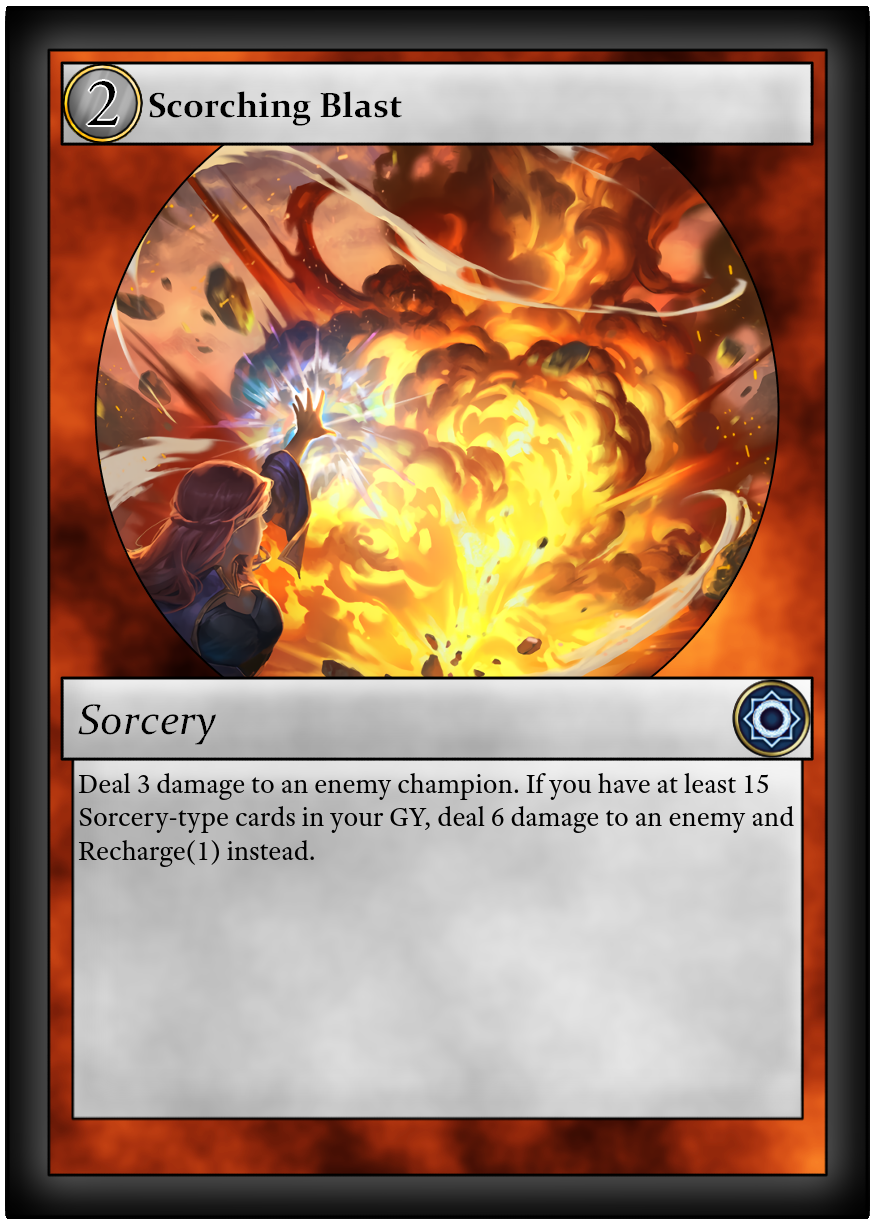 2 Scorching Blast
Sorcery
Deal 3 damage to an enemy champion. If you have at least 15
Sorcery-type cards in your GY, deal 6 damage to an enemy and
Recharge(1) instead.